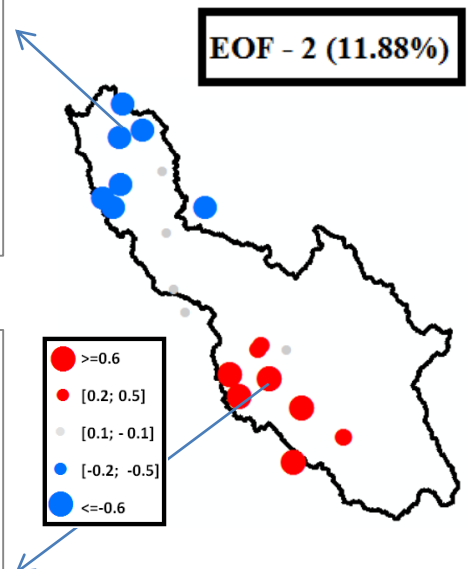 EOF - 2 (11.88%)
>=0.6
[0.2; 0.5]
[0.1; - 0.1]
[-0.2; -0.5]
<=-0.6